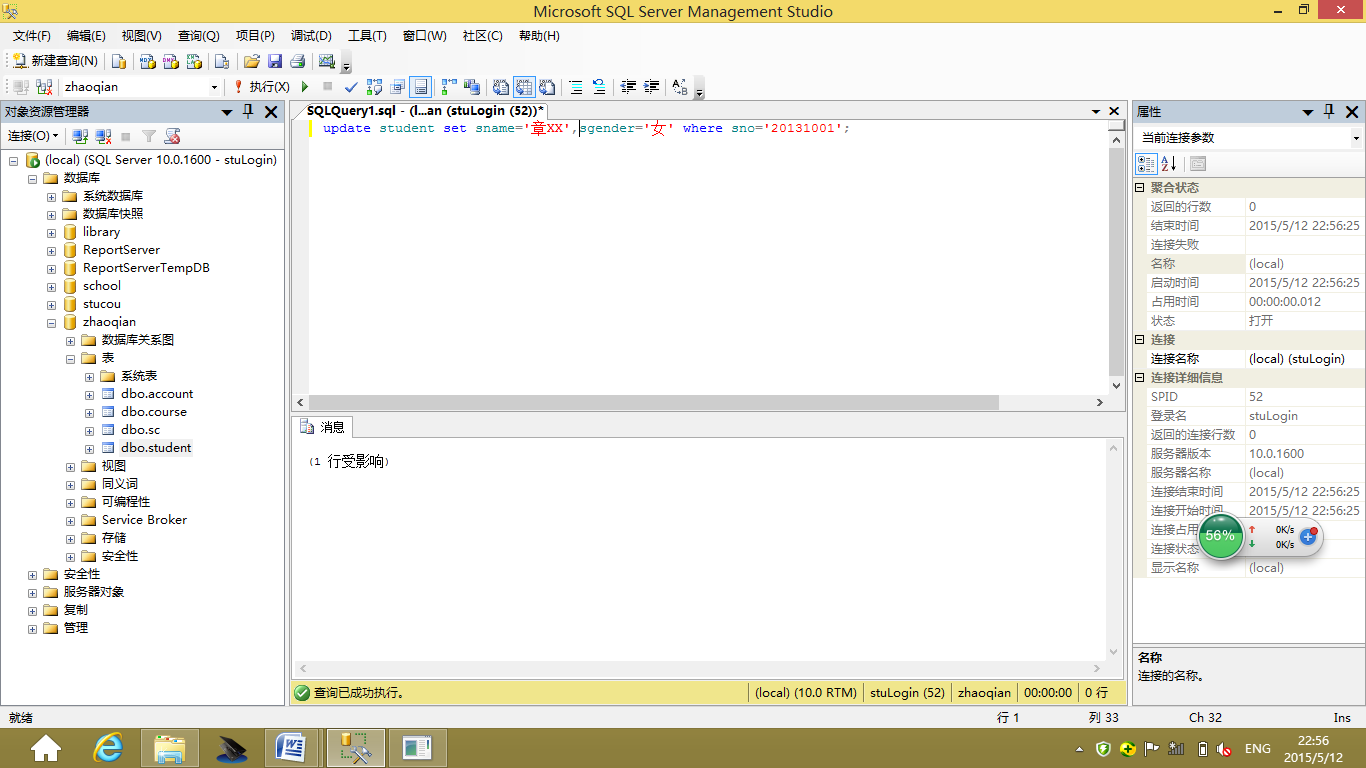 Microsoft SQL Server Management Studio
文件(F) 编辑(E) 视图(V) 查询(Q) 项目(P) 调试(D) 工具(T) 窗口(W) 社区(C) 帮助(H)
新建查询(N)
zhaoqian
执行(X)
对象资源管理器
连接(O)
(local) (SQL Server 10.0.1600 - stuLogin)
数据库
系统数据库
数据库快照
library
ReportServer
ReportServerTempDB
school
stucou
zhaoqian
数据库关系图
表
系统表
dbo.account
dbo.course
dbo.sc
dbo.student
视图
同义词
可编程性
Service Broker
存储
安全性
安全性
服务器对象
复制
管理
SQLQuery1.sql - (l...an (stuLogin (52))*
update student set sname='章XX',sgender='女' where sno='20131001';
消息
(1 行受影响)
查询已成功执行。
(local) (10.0 RTM)
stuLogin (52)
zhaoqian
00:00:00
0 行
属性
当前连接参数
聚合状态
返回的行数 0
结束时间 2015/5/12 22:56:25
连接失败
名称 (local)
启动时间 2015/5/12 22:56:25
占用时间 00:00:00.012
状态 打开
连接
连接名称 (local) (stuLogin)
连接详细信息
SPID 52
登录名 stuLogin
返回的连接行数 0
服务器版本 10.0.1600
服务器名称 (local)
连接结束时间 2015/5/12 22:56:25
连接开始时间 2015/5/12 22:56:25
连接占用
连接状态
显示名称 (local)
56%
0K/s
0K/s
名称
连接的名称。
就绪
行 1
列 33
Ch 32
Ins
ENG
22:56
2015/5/12